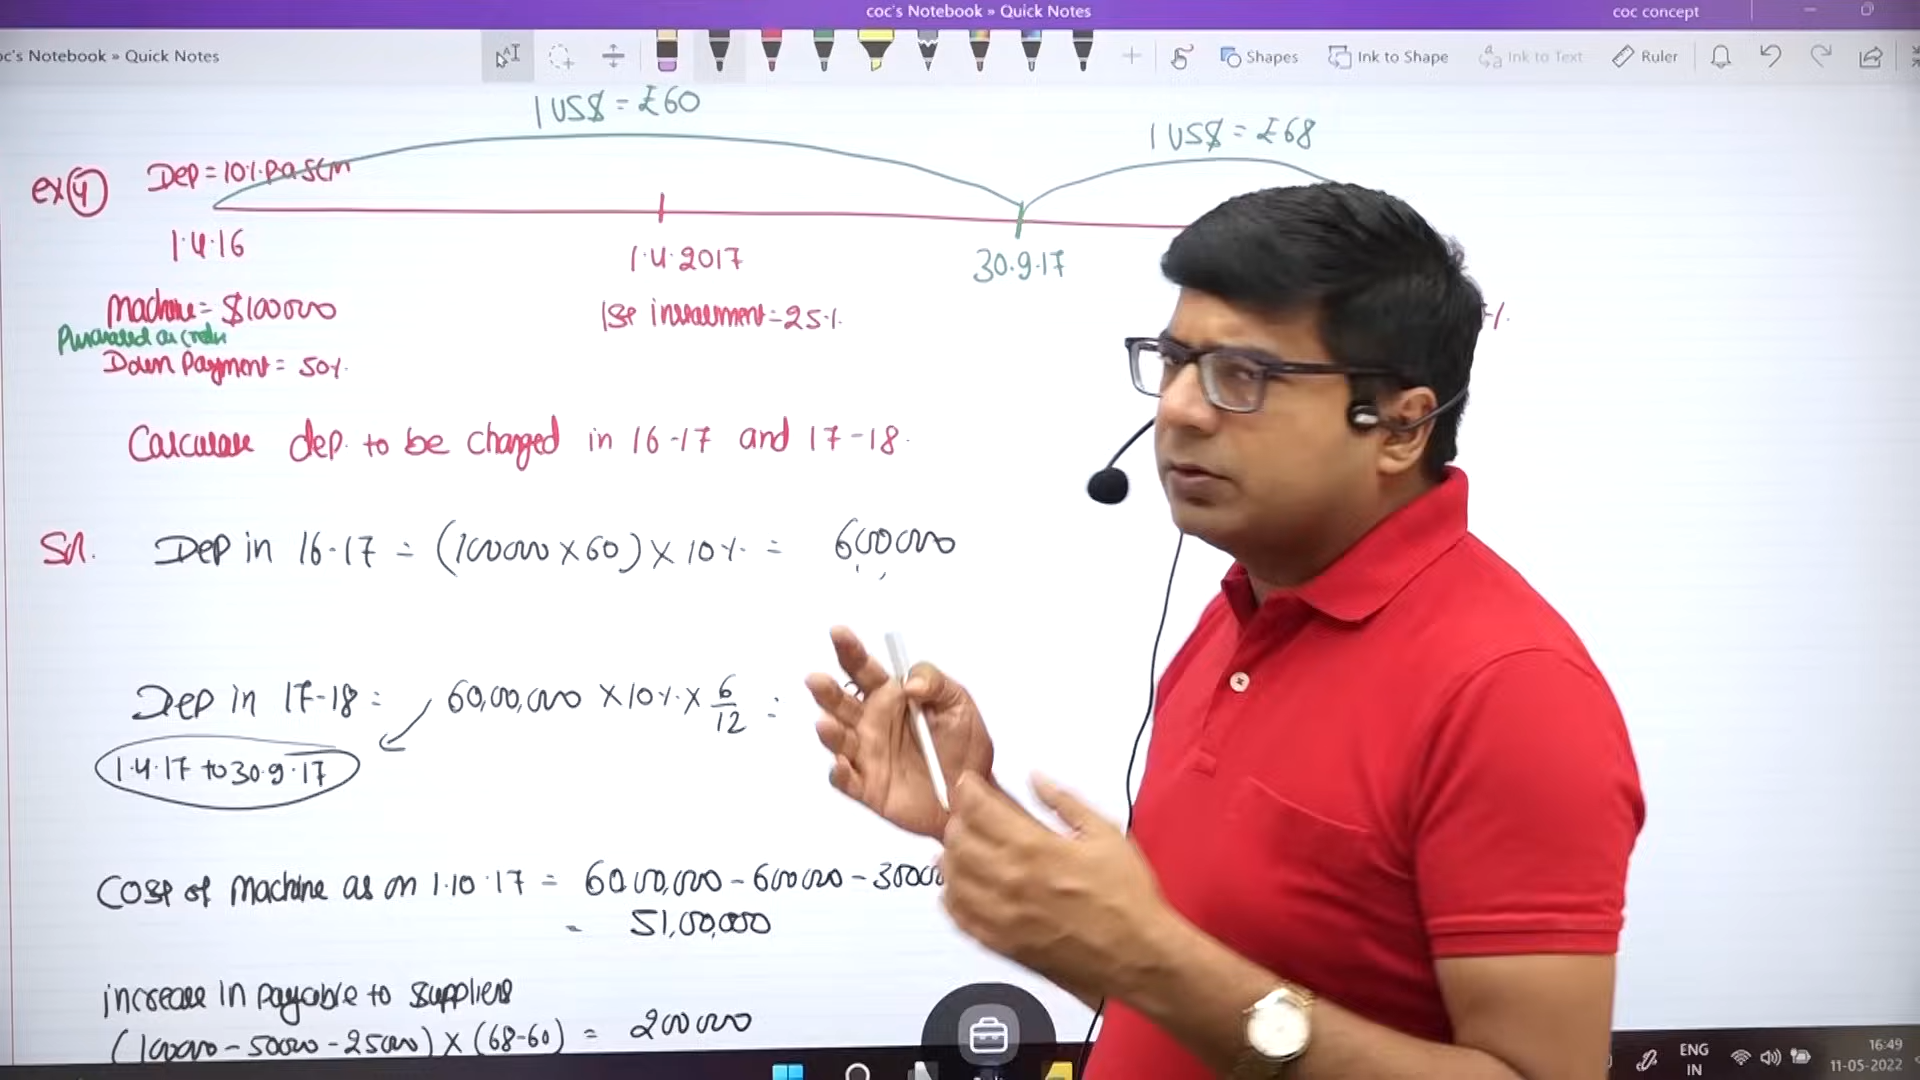 coc's Notebook » Quick Notes
coc concept
oc's Notebook » Quick Notes
Shapes
Ink to Shape
Ink to Text
Ruler
1 US$ = £60
1 US$ = £68
ex 4
Dep = 10% pa SLM
1.4.16
1.4.2017
30.9.17
Machine = $100000
Purchased on credit
Down Payment = 50%
1st installment = 25%
%
Calculate dep. to be charged in 16-17 and 17-18.
Sol.
Dep in 16-17 = (100000 x 60) x 10% = 600000
Dep in 17-18 =
60,00,000 x 10% x 6/12 =
1.4.17 to 30.9.17
Cost of Machine as on 1.10.17 = 60,00,000 - 600000 - 300000
= 51,00,000
increase in payable to suppliers
(100000 - 50000 - 25000) x (68-60) = 200000
ENG
IN
16:49
11-05-2022